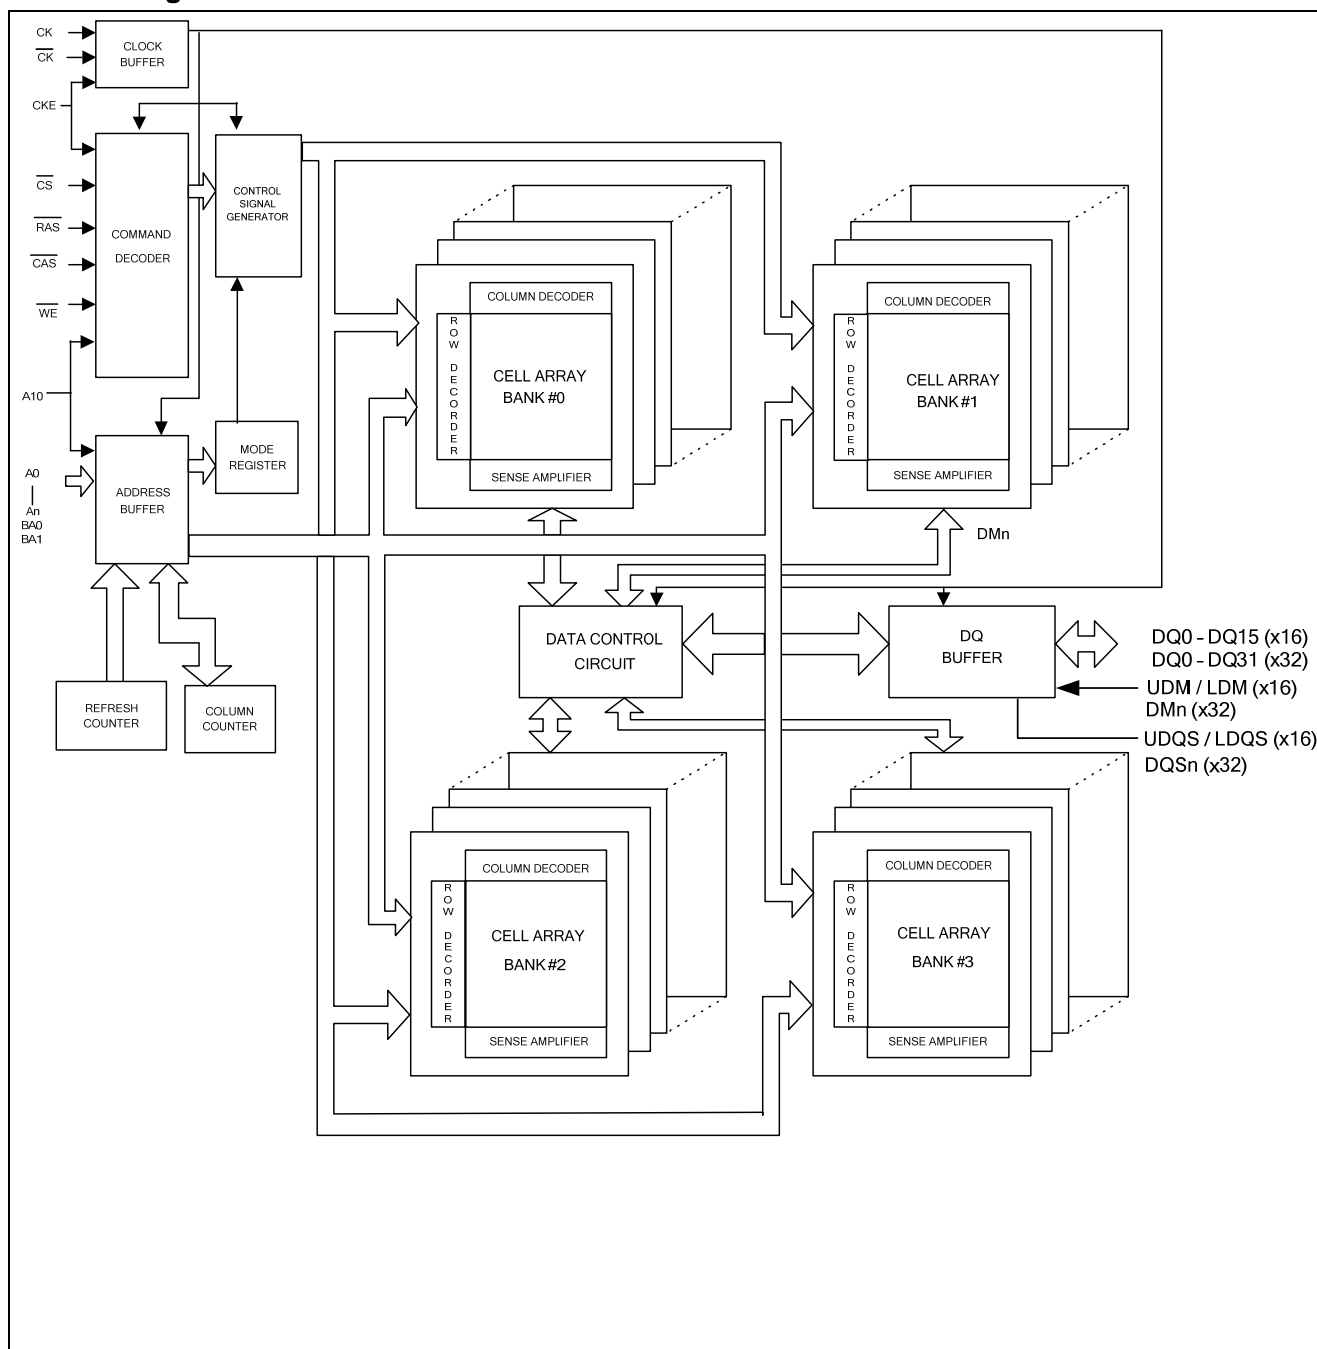 CK
CK
CKE
CLOCK
BUFFER
CS
RAS
CAS
WE
A10
COMMAND
DECODER
CONTROL
SIGNAL
GENERATOR
A0
An
BA0
BA1
ADDRESS
BUFFER
MODE
REGISTER
REFRESH
COUNTER
COLUMN
COUNTER
COLUMN DECODER
ROW DECORDER
CELL ARRAY
BANK #0
SENSE AMPLIFIER
COLUMN DECODER
ROW DECORDER
CELL ARRAY
BANK #1
SENSE AMPLIFIER
DMn
DATA CONTROL
CIRCUIT
DQ
BUFFER
DQ0 - DQ15 (x16)
DQ0 - DQ31 (x32)
UDM / LDM (x16)
DMn (x32)
UDQS / LDQS (x16)
DQSn (x32)
COLUMN DECODER
ROW DECORDER
CELL ARRAY
BANK #2
SENSE AMPLIFIER
COLUMN DECODER
ROW DECORDER
CELL ARRAY
BANK #3
SENSE AMPLIFIER